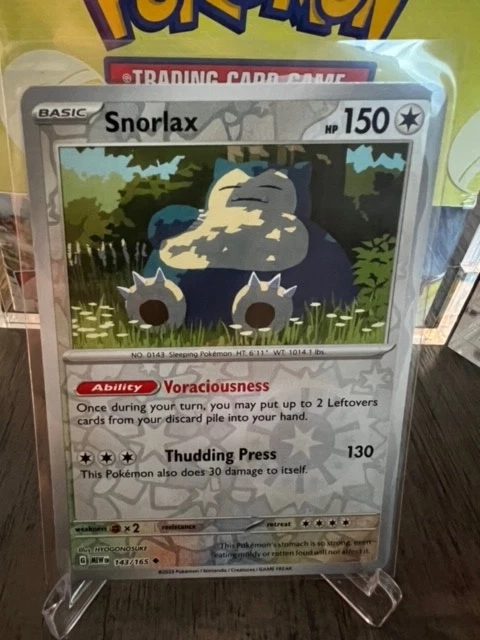 POKÉMON
TRADING CARD GAME
BASIC Snorlax HP 150
NO. 0143 Sleeping Pokémon HT: 6'11" WT: 1014.1 lbs.
Ability Voraciousness
Once during your turn, you may put up to 2 Leftovers
cards from your discard pile into your hand.
Thudding Press 130
This Pokémon also does 30 damage to itself.
weakness ×2 resistance retreat
Illus. HYOGONOSUKE
This Pokémon's stomach is so strong, even
G MEW EN 143/165
eating moldy or rotten food will not affect it.
©2023 Pokémon / Nintendo / Creatures / GAME FREAK